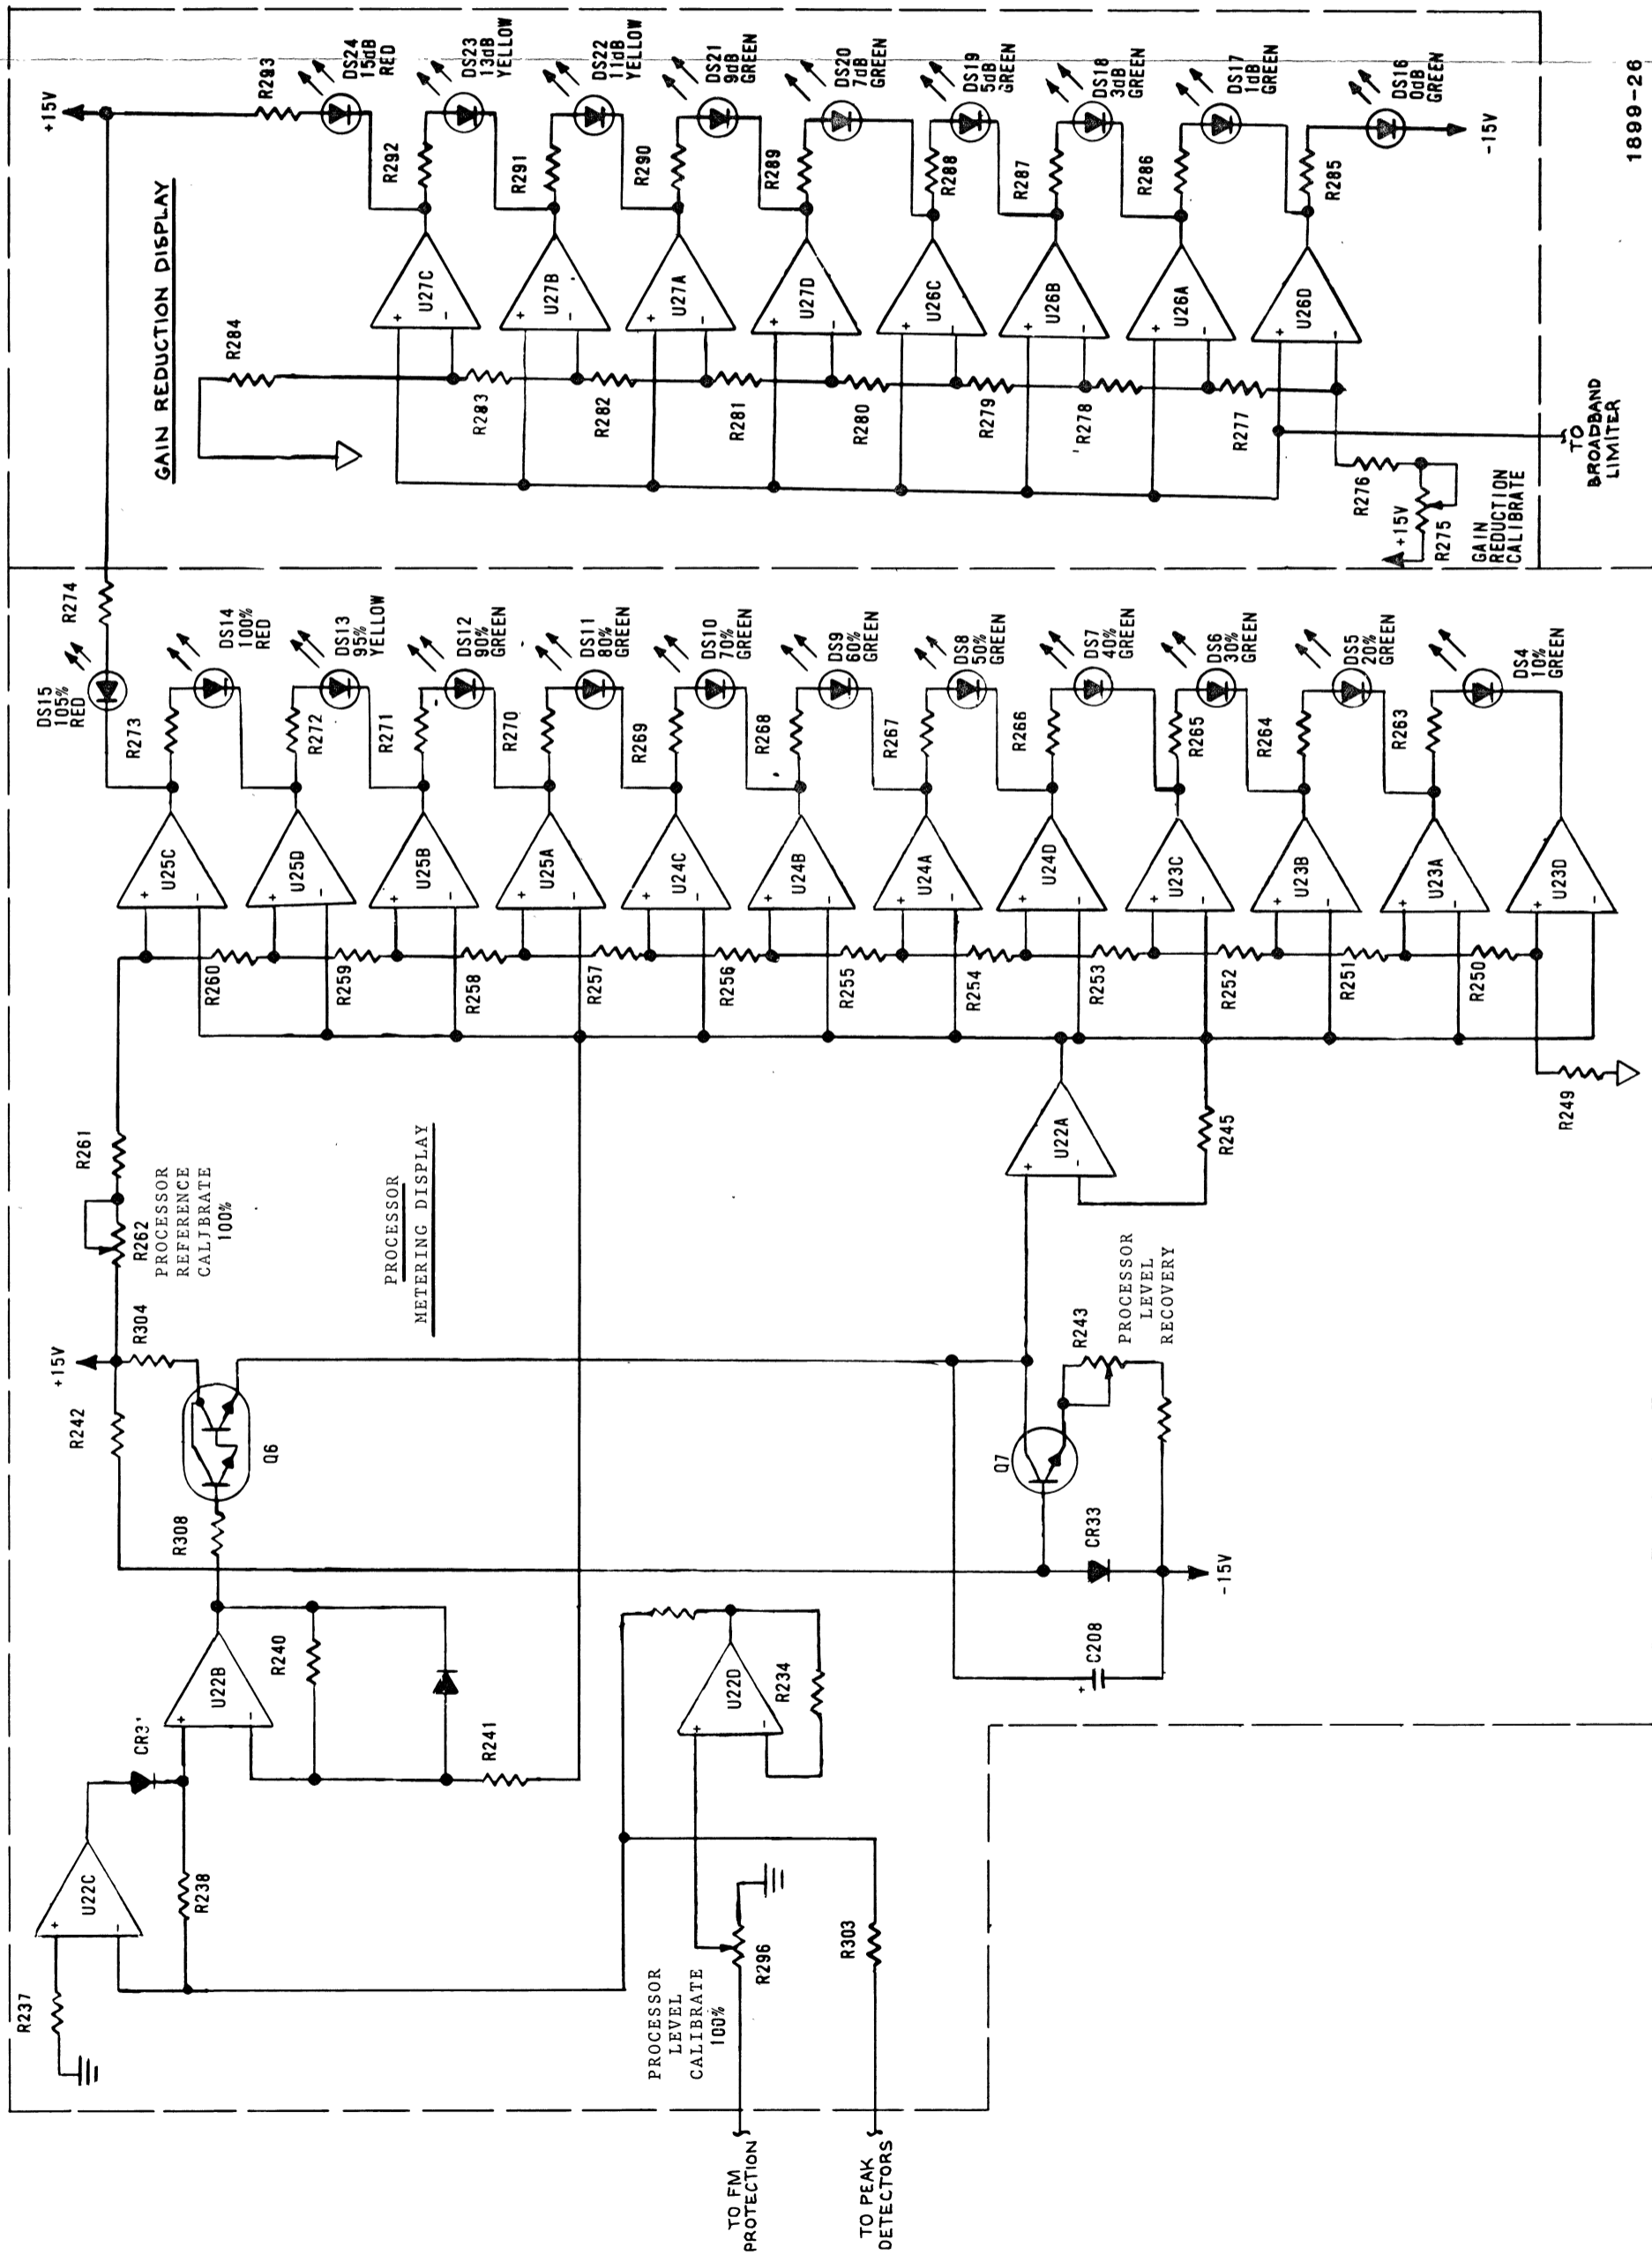 GAIN REDUCTION DISPLAY
+15V
R293
DS24
15dB
RED
R292
DS23
13dB
YELLOW
R291
DS22
11dB
YELLOW
R290
DS21
9dB
GREEN
R289
DS20
7dB
GREEN
R288
DS19
5dB
GREEN
R287
DS18
3dB
GREEN
R286
DS17
1dB
GREEN
R285
DS16
0dB
GREEN
-15V
U27C
+
-
U27B
+
-
U27A
+
-
U27D
+
-
U26C
+
-
U26B
+
-
U26A
+
-
U26D
+
-
R284
R283
R282
R281
R280
R279
R278
R277
R276
+15V
R275
GAIN
REDUCTION
CALIBRATE
TO
BROADBAND
LIMITER
1899-26
R274
DS15
105%
RED
R273
DS14
100%
RED
R272
DS13
95%
YELLOW
R271
DS12
90%
GREEN
R270
DS11
80%
GREEN
R269
DS10
70%
GREEN
R268
DS9
60%
GREEN
R267
DS8
50%
GREEN
R266
DS7
40%
GREEN
R265
DS6
30%
GREEN
R264
DS5
20%
GREEN
R263
DS4
10%
GREEN
U25C
+
-
U25D
+
-
U25B
+
-
U25A
+
-
U24C
+
-
U24B
+
-
U24A
+
-
U24D
+
-
U23C
+
-
U23B
+
-
U23A
+
-
U23D
+
-
R260
R259
R258
R257
R256
R255
R254
R253
R252
R251
R250
R249
R261
R262
PROCESSOR
REFERENCE
CALIBRATE
100%
PROCESSOR
METERING DISPLAY
U22A
+
-
R245
+15V
R304
R242
Q6
R308
Q7
R243
PROCESSOR
LEVEL
RECOVERY
CR33
-15V
C208
+
U22B
+
-
R240
R241
CR3'
U22C
+
-
R238
R237
U22D
+
-
R234
R296
PROCESSOR
LEVEL
CALIBRATE
100%
R303
TO FM
PROTECTION
TO PEAK
DETECTORS